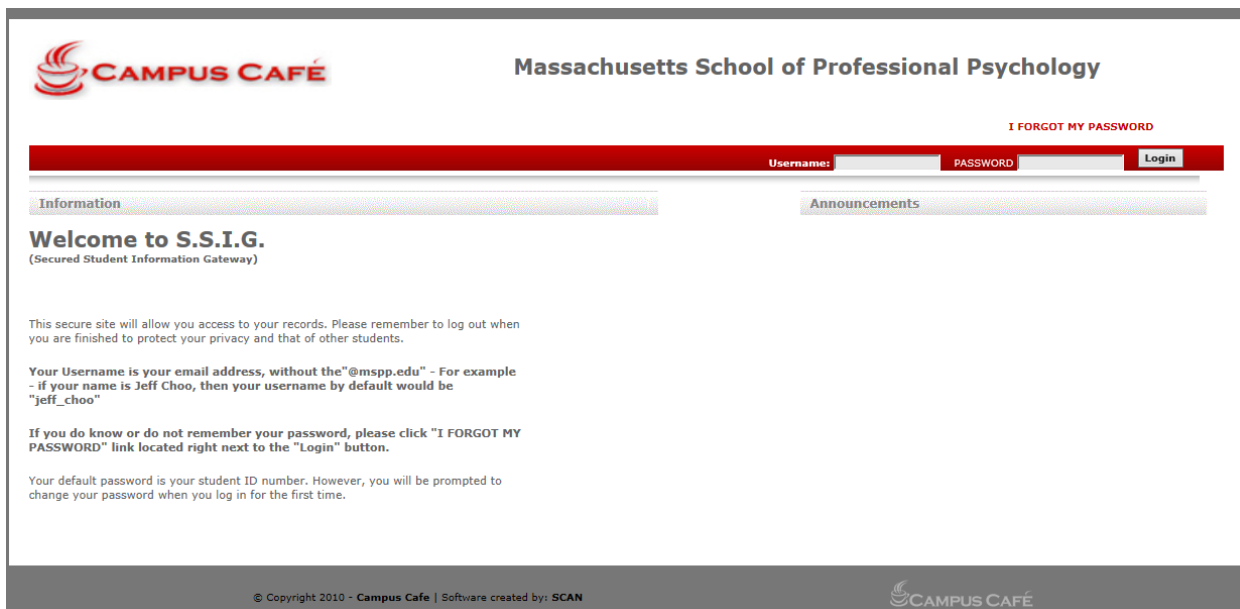 CAMPUS CAFÉ
Massachusetts School of Professional Psychology
I FORGOT MY PASSWORD
Username: PASSWORD Login
Information
Announcements
Welcome to S.S.I.G.
(Secured Student Information Gateway)
This secure site will allow you access to your records. Please remember to log out when
you are finished to protect your privacy and that of other students.
Your Username is your email address, without the"@mspp.edu" - For example
- if your name is Jeff Choo, then your username by default would be
"jeff_choo"
If you do know or do not remember your password, please click "I FORGOT MY
PASSWORD" link located right next to the "Login" button.
Your default password is your student ID number. However, you will be prompted to
change your password when you log in for the first time.
© Copyright 2010 - Campus Cafe | Software created by: SCAN
CAMPUS CAFÉ